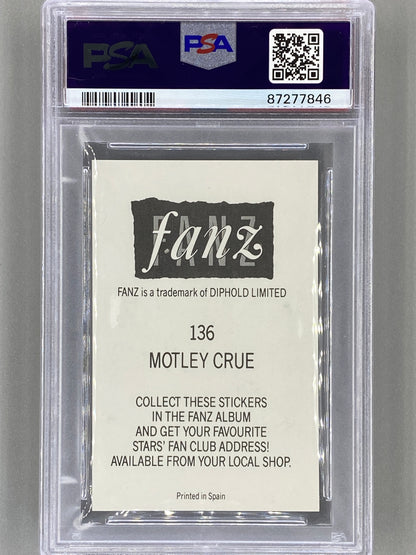 PSA
PSA
87277846
FANZ
fanz
FANZ is a trademark of DIPHOLD LIMITED
136
MOTLEY CRUE
COLLECT THESE STICKERS
IN THE FANZ ALBUM
AND GET YOUR FAVOURITE
STARS' FAN CLUB ADDRESS!
AVAILABLE FROM YOUR LOCAL SHOP.
Printed in Spain